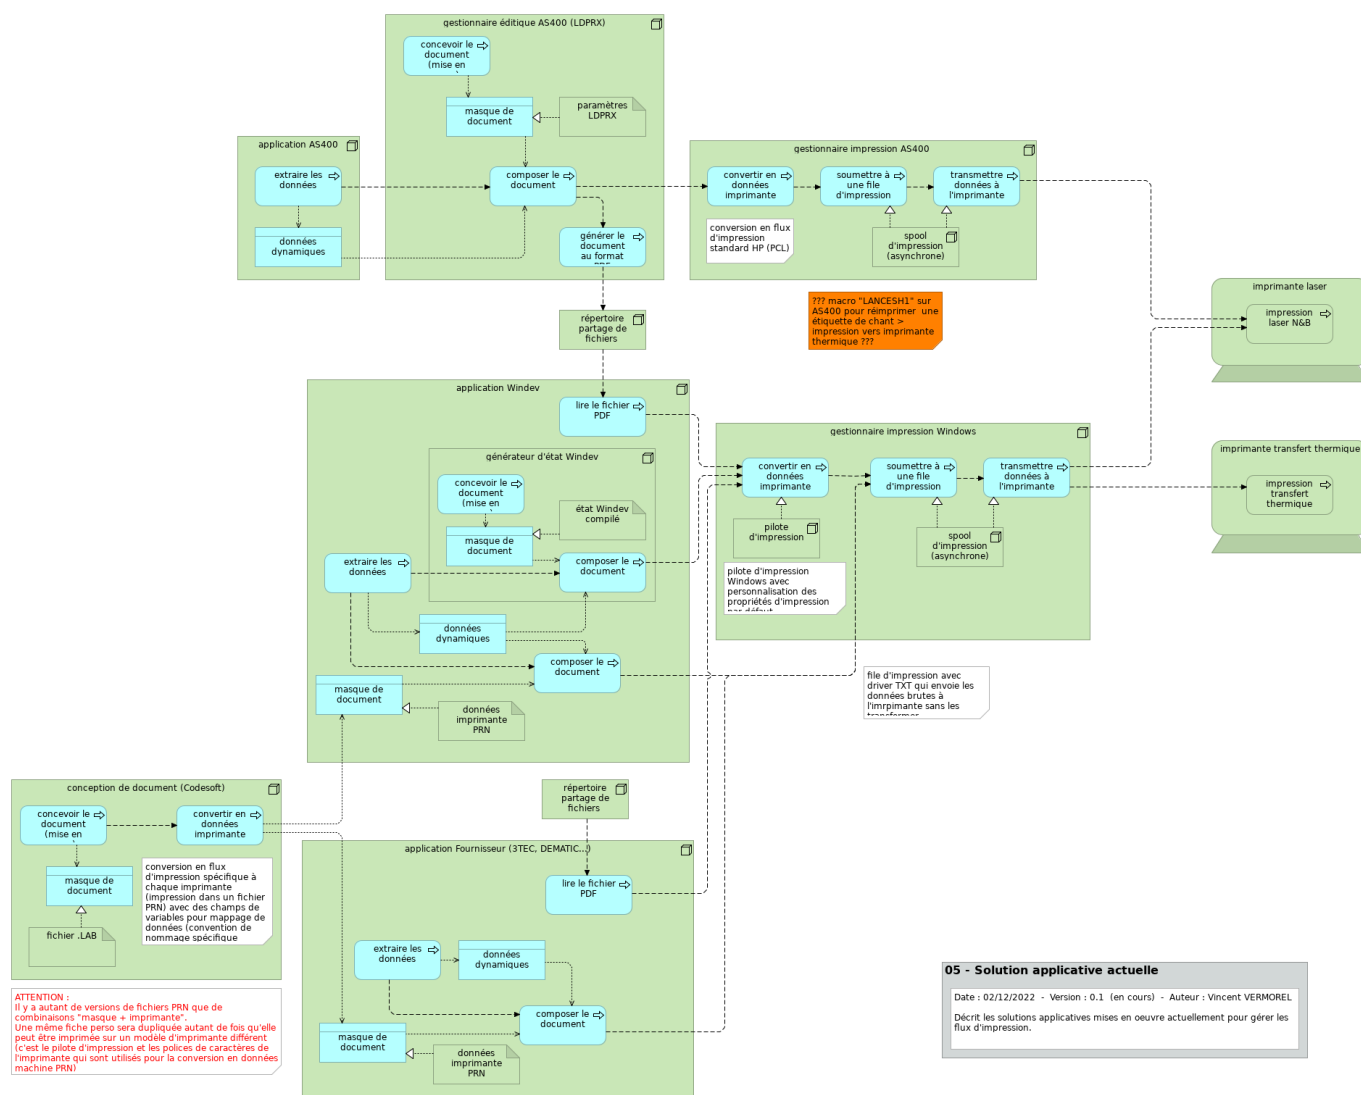 gestionnaire éditique AS400 (LDPRX)
concevoir le
document
(mise en
masque de
document
paramètres
LDPRX
application AS400
extraire les
données
données
dynamiques
composer le
document
générer le
document
au format
PDF
gestionnaire impression AS400
convertir en
données
imprimante
soumettre à
une file
d'impression
transmettre
données à
l'imprimante
conversion en flux
d'impression
standard HP (PCL)
spool
d'impression
(asynchrone)
??? macro "LANCESH1" sur
AS400 pour réimprimer une
étiquette de chant >
impression vers imprimante
thermique ???
imprimante laser
impression
laser N&B
répertoire
partage de
fichiers
application Windev
lire le fichier
PDF
générateur d'état Windev
concevoir le
document
(mise en
état Windev
compilé
masque de
document
composer le
document
extraire les
données
données
dynamiques
composer le
document
masque de
document
données
imprimante
PRN
gestionnaire impression Windows
convertir en
données
imprimante
soumettre à
une file
d'impression
transmettre
données à
l'imprimante
pilote
d'impression
spool
d'impression
(asynchrone)
pilote d'impression
Windows avec
personnalisation des
propriétés d'impression
par défaut
imprimante transfert thermique
impression
transfert
thermique
file d'impression avec
driver TXT qui envoie les
données brutes à
l'imrpimante sans les
transformer
conception de document (Codesoft)
concevoir le
document
(mise en
convertir en
données
imprimante
masque de
document
fichier .LAB
conversion en flux
d'impression spécifique à
chaque imprimante
(impression dans un fichier
PRN) avec des champs de
variables pour mappage de
données (convention de
nommage spécifique
ATTENTION :
Il y a autant de versions de fichiers PRN que de
combinaisons "masque + imprimante".
Une même fiche perso sera dupliquée autant de fois qu'elle
peut être imprimée sur un modèle d'imprimante différent
(c'est le pilote d'impression et les polices de caractères de
l'imprimante qui sont utilisés pour la conversion en données
machine PRN)
répertoire
partage de
fichiers
application Fournisseur (3TEC, DEMATIC...)
lire le fichier
PDF
extraire les
données
données
dynamiques
composer le
document
masque de
document
données
imprimante
PRN
05 - Solution applicative actuelle
Date : 02/12/2022 - Version : 0.1 (en cours) - Auteur : Vincent VERMOREL
Décrit les solutions applicatives mises en oeuvre actuellement pour gérer les
flux d'impression.